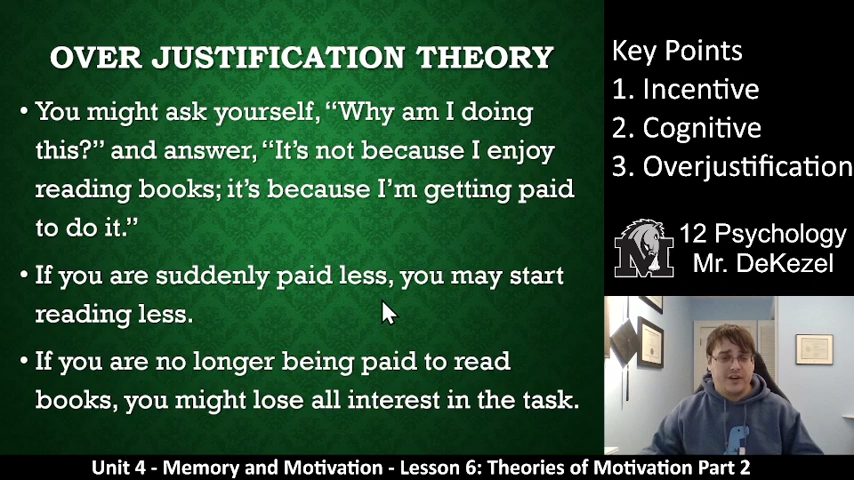 OVER JUSTIFICATION THEORY
• You might ask yourself, “Why am I doing
this?” and answer, “It’s not because I enjoy
reading books; it’s because I’m getting paid
to do it.”
• If you are suddenly paid less, you may start
reading less.
• If you are no longer being paid to read
books, you might lose all interest in the task.
Key Points
1. Incentive
2. Cognitive
3. Overjustification
M
12 Psychology
Mr. DeKezel
Unit 4 - Memory and Motivation - Lesson 6: Theories of Motivation Part 2